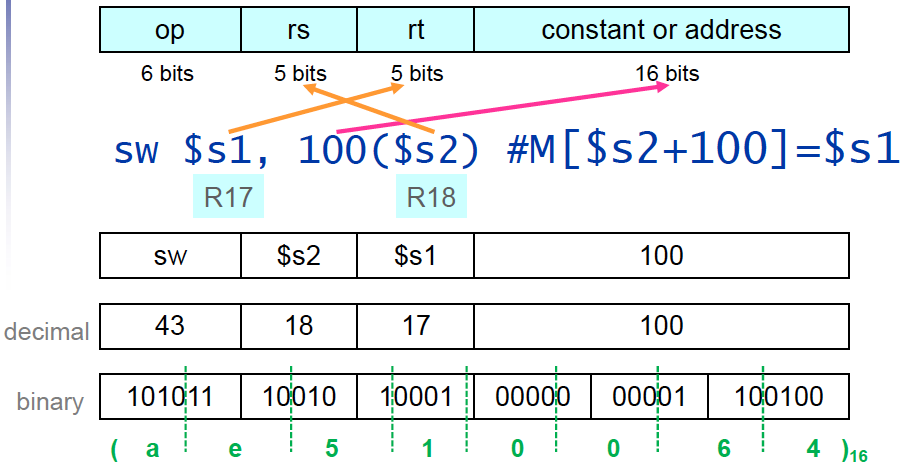 op rs rt constant or address
6 bits 5 bits 5 bits 16 bits
sw $s1, 100($s2) #M[$s2+100]=$s1
R17 R18
sw $s2 $s1 100
decimal 43 18 17 100
binary 101011 10010 10001 00000 00001 100100
( a e 5 1 0 0 6 4 )16